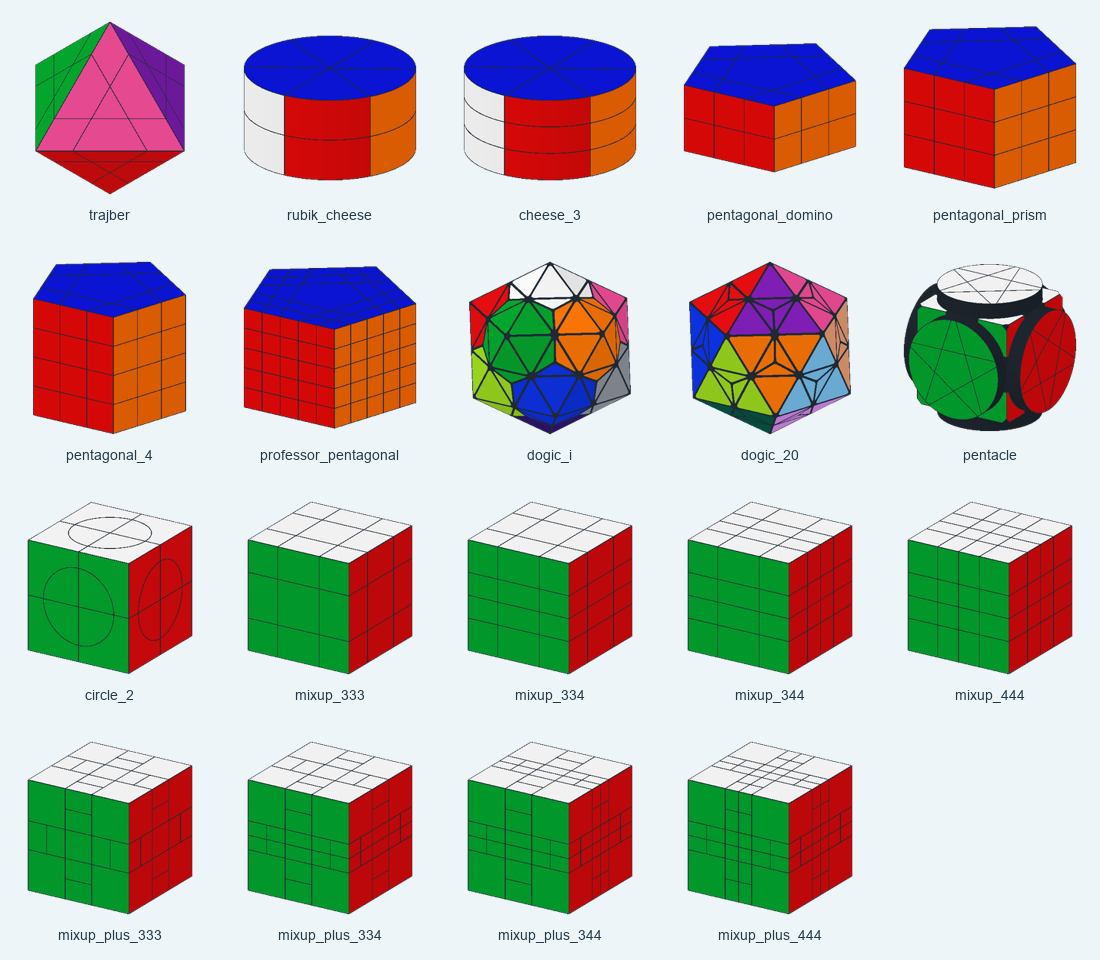 trajber
rubik_cheese
cheese_3
pentagonal_domino
pentagonal_prism
pentagonal_4
professor_pentagonal
dogic_i
dogic_20
pentacle
circle_2
mixup_333
mixup_334
mixup_344
mixup_444
mixup_plus_333
mixup_plus_334
mixup_plus_344
mixup_plus_444